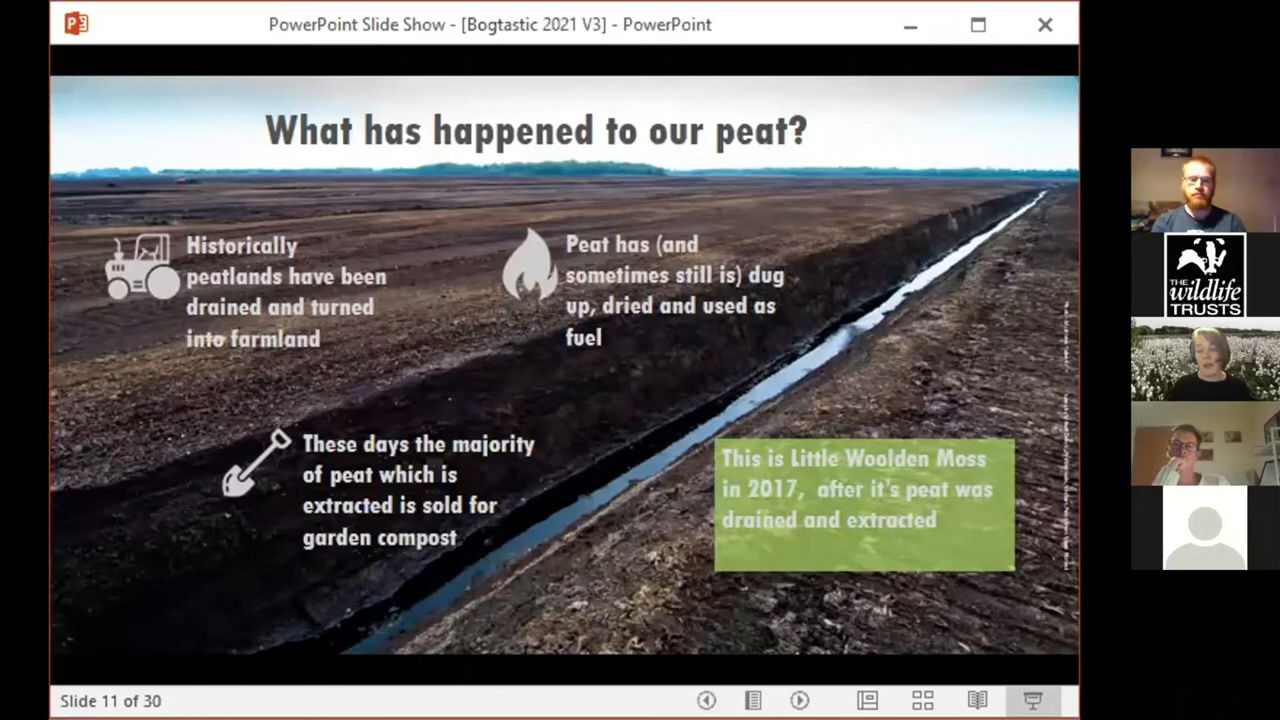 PowerPoint Slide Show - [Bogtastic 2021 V3] - PowerPoint
What has happened to our peat?
Historically
peatlands have been
drained and turned
into farmland
Peat has (and
sometimes still is) dug
up, dried and used as
fuel
These days the majority
of peat which is
extracted is sold for
garden compost
This is Little Woolden Moss
in 2017, after it's peat was
drained and extracted
Slide 11 of 30
THE
wildlife
TRUSTS